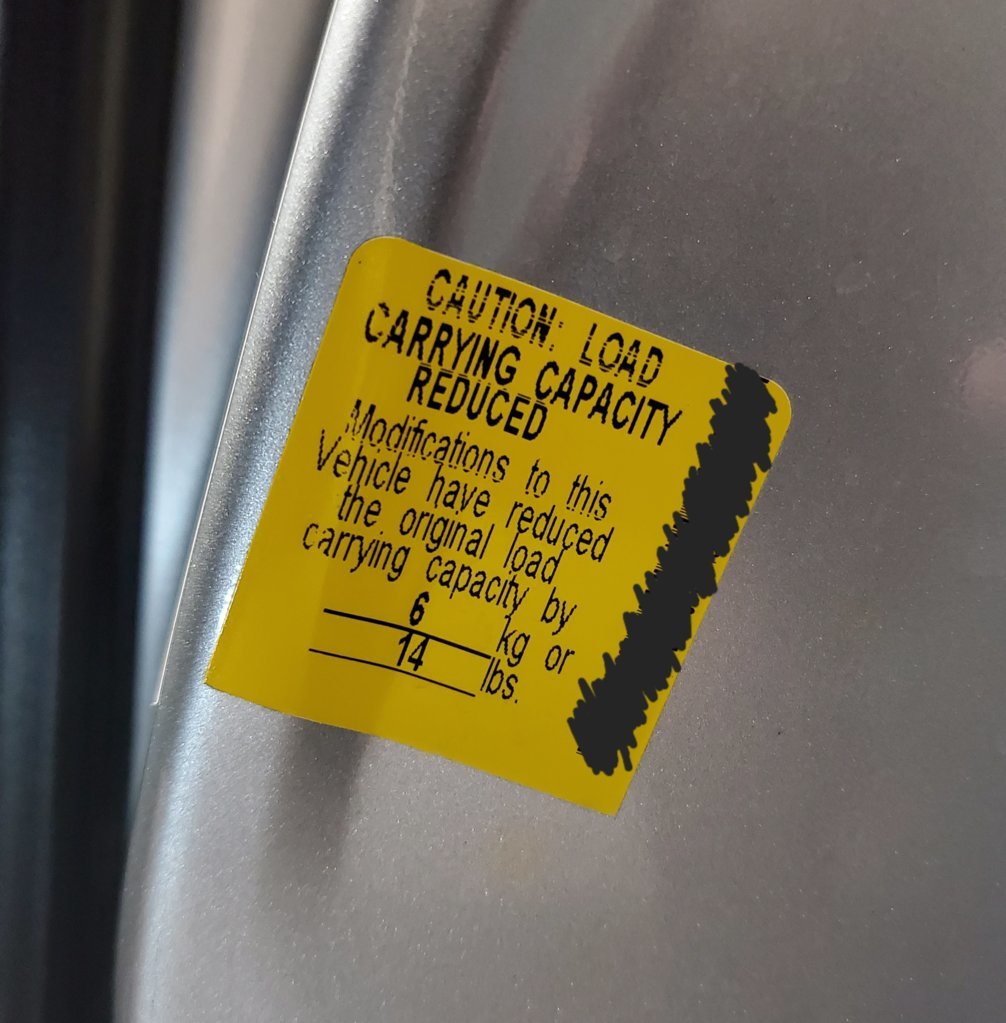 CAUTION: LOAD
CARRYING CAPACITY
REDUCED
Modifications to this
Vehicle have reduced
the original load
carrying capacity by
6 kg or
14 lbs.